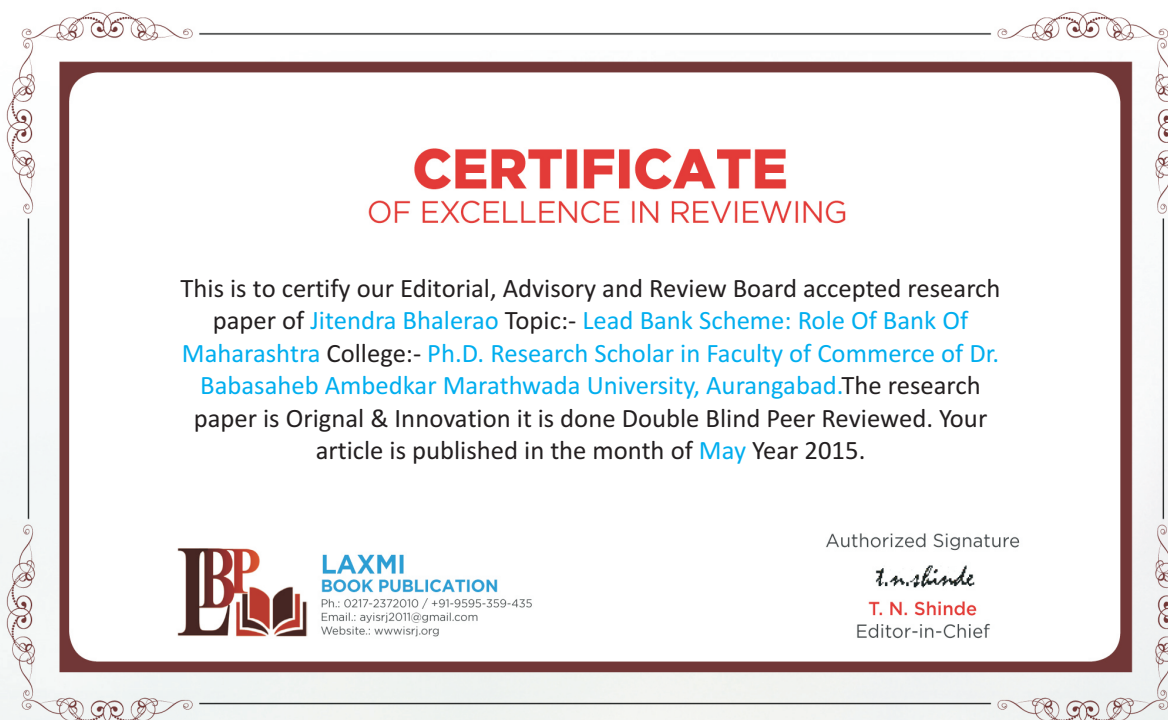 CERTIFICATE
OF EXCELLENCE IN REVIEWING
This is to certify our Editorial, Advisory and Review Board accepted research
paper of Jitendra Bhalerao Topic:- Lead Bank Scheme: Role Of Bank Of
Maharashtra College:- Ph.D. Research Scholar in Faculty of Commerce of Dr.
Babasaheb Ambedkar Marathwada University, Aurangabad.The research
paper is Orignal & Innovation it is done Double Blind Peer Reviewed. Your
article is published in the month of May Year 2015.
LBP
LAXMI
BOOK PUBLICATION
Ph.: 0217-2372010 / +91-9595-359-435
Email.: ayisrj2011@gmail.com
Website.: wwwisrj.org
Authorized Signature
t.n.shinde
T. N. Shinde
Editor-in-Chief